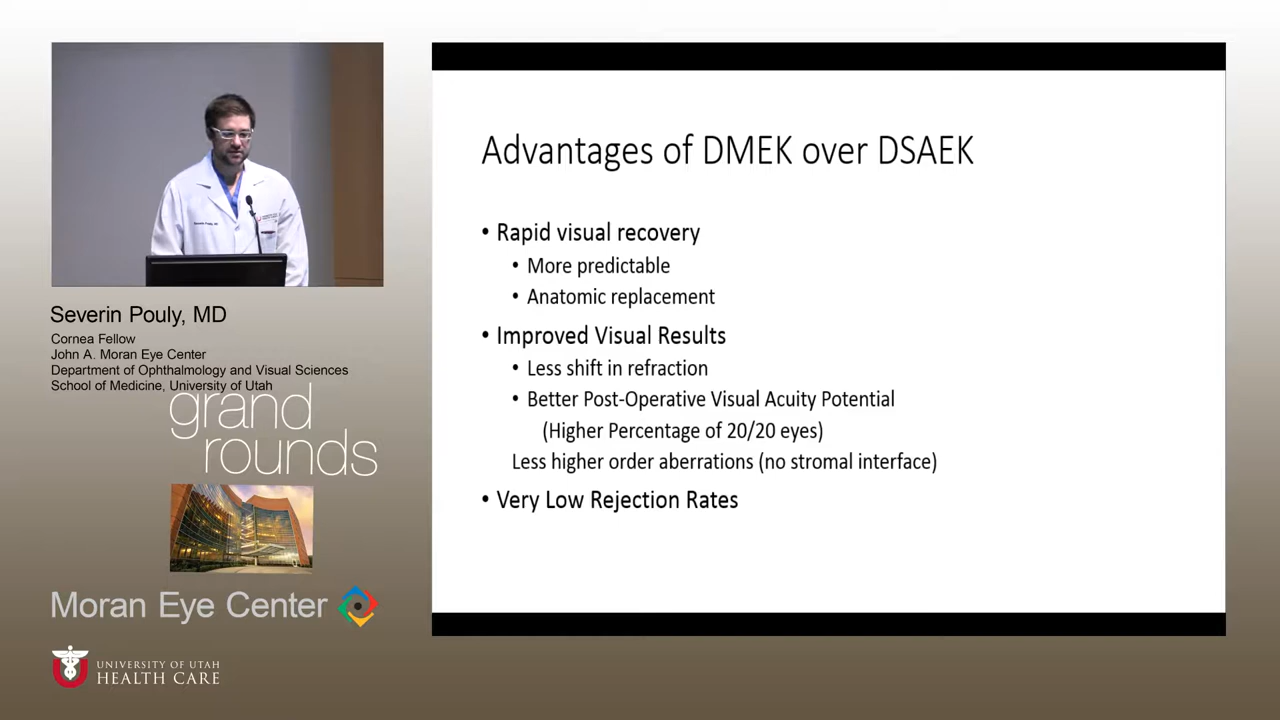 Severin Pouly, MD
Cornea Fellow
John A. Moran Eye Center
Department of Ophthalmology and Visual Sciences
School of Medicine, University of Utah
grand
rounds
Moran Eye Center
UNIVERSITY OF UTAH
HEALTH CARE
Advantages of DMEK over DSAEK
• Rapid visual recovery
• More predictable
• Anatomic replacement
• Improved Visual Results
• Less shift in refraction
• Better Post-Operative Visual Acuity Potential
(Higher Percentage of 20/20 eyes)
Less higher order aberrations (no stromal interface)
• Very Low Rejection Rates